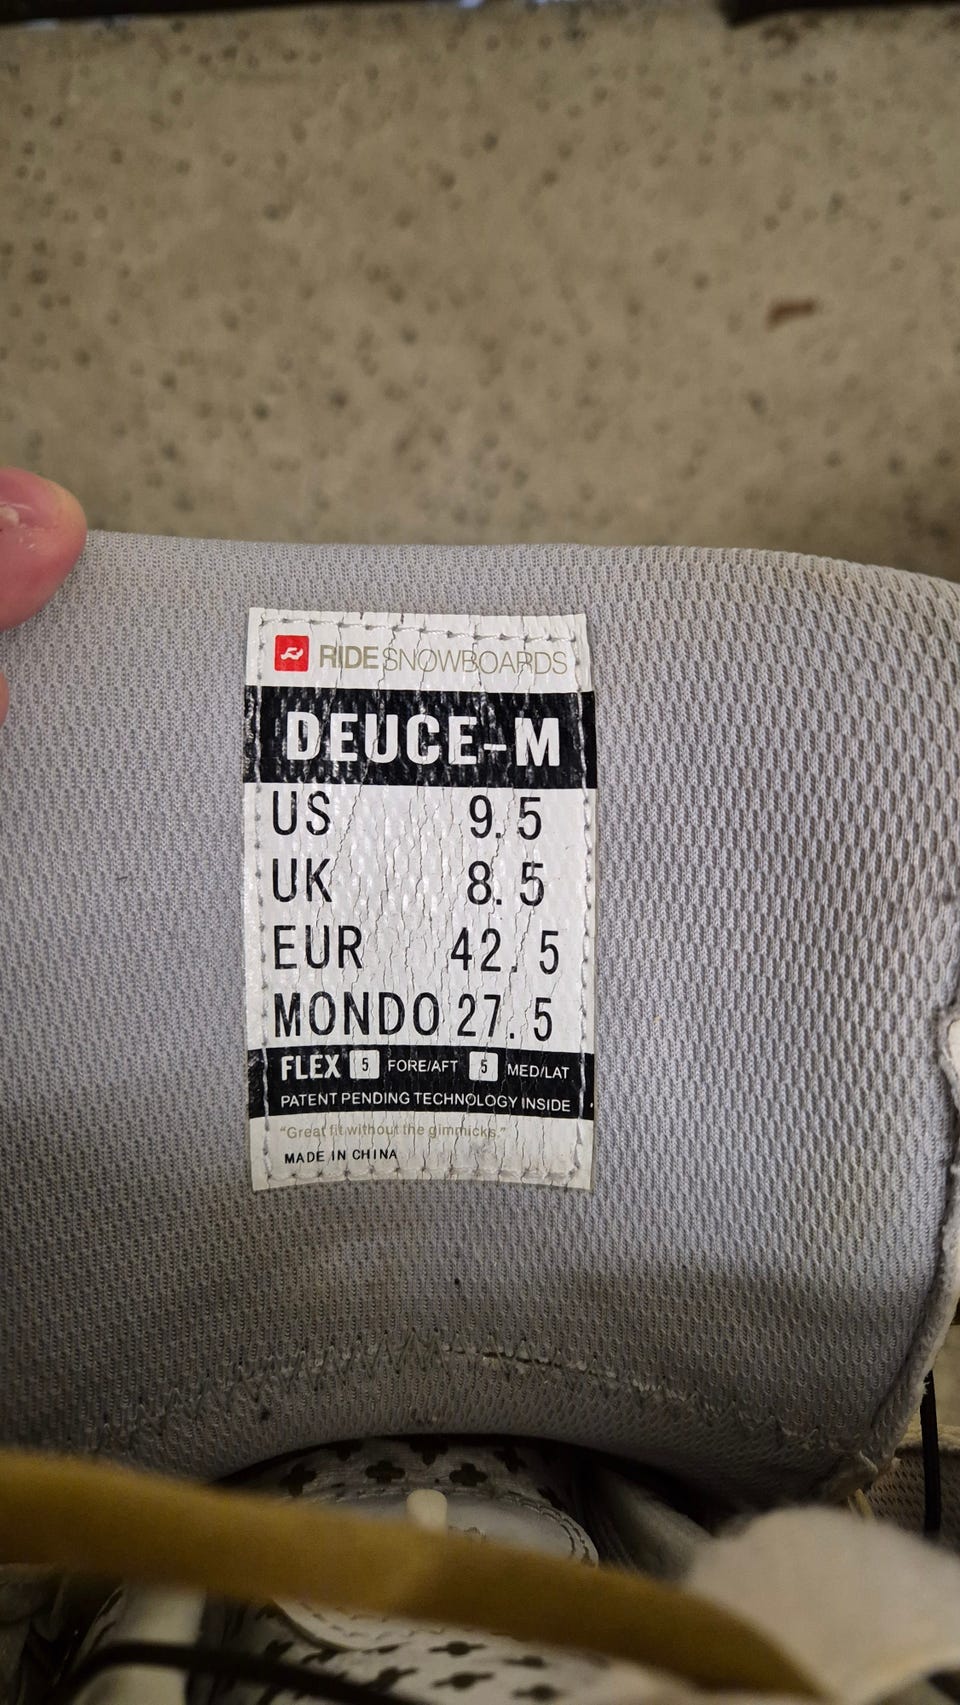 RIDE SNOWBOARDS
DEUCE-M
US 9.5
UK 8.5
EUR 42.5
MONDO 27.5
FLEX 5 FORE/AFT 5 MED/LAT
PATENT PENDING TECHNOLOGY INSIDE
"Great fit without the gimmicks."
MADE IN CHINA